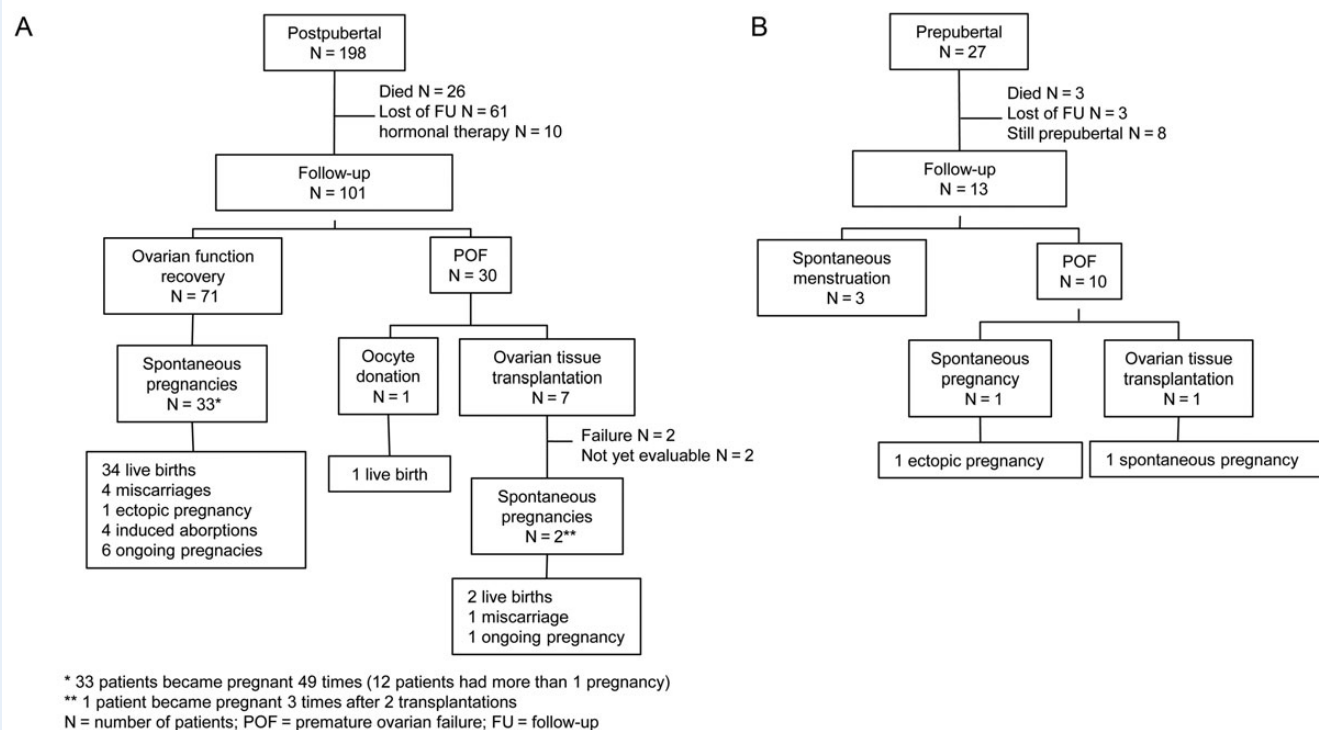 A
Postpubertal
N = 198
Died N = 26
Lost of FU N = 61
hormonal therapy N = 10
Follow-up
N = 101
Ovarian function
recovery
N = 71
POF
N = 30
Spontaneous
pregnancies
N = 33*
Oocyte
donation
N = 1
Ovarian tissue
transplantation
N = 7
Failure N = 2
Not yet evaluable N = 2
34 live births
4 miscarriages
1 ectopic pregnancy
4 induced aborptions
6 ongoing pregnacies
1 live birth
Spontaneous
pregnancies
N = 2**
2 live births
1 miscarriage
1 ongoing pregnancy
B
Prepubertal
N = 27
Died N = 3
Lost of FU N = 3
Still prepubertal N = 8
Follow-up
N = 13
Spontaneous
menstruation
N = 3
POF
N = 10
Spontaneous
pregnancy
N = 1
Ovarian tissue
transplantation
N = 1
1 ectopic pregnancy
1 spontaneous pregnancy
* 33 patients became pregnant 49 times (12 patients had more than 1 pregnancy)
** 1 patient became pregnant 3 times after 2 transplantations
N = number of patients; POF = premature ovarian failure; FU = follow-up